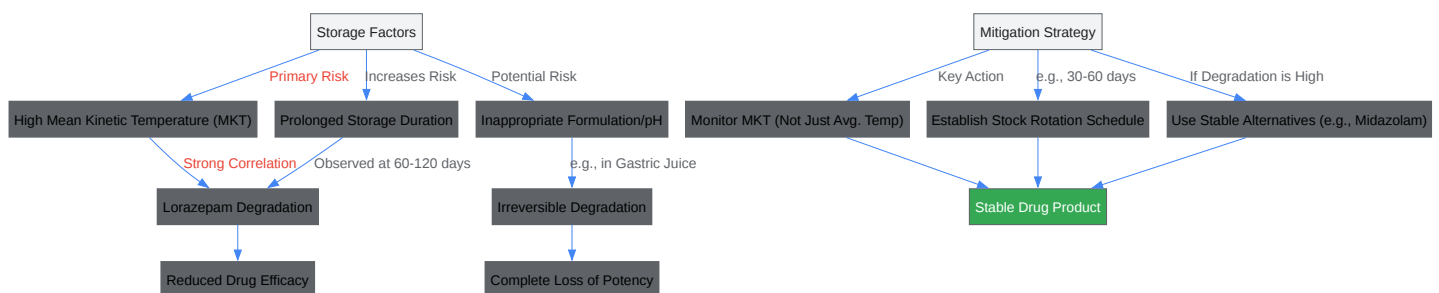 Storage Factors
Mitigation Strategy
Primary Risk
Increases Risk
Potential Risk
Key Action
e.g., 30-60 days
If Degradation is High
High Mean Kinetic Temperature (MKT)
Prolonged Storage Duration
Inappropriate Formulation/pH
Monitor MKT (Not Just Avg. Temp)
Establish Stock Rotation Schedule
Use Stable Alternatives (e.g., Midazolam)
Strong Correlation
Observed at 60-120 days
e.g., in Gastric Juice
Lorazepam Degradation
Irreversible Degradation
Stable Drug Product
Reduced Drug Efficacy
Complete Loss of Potency